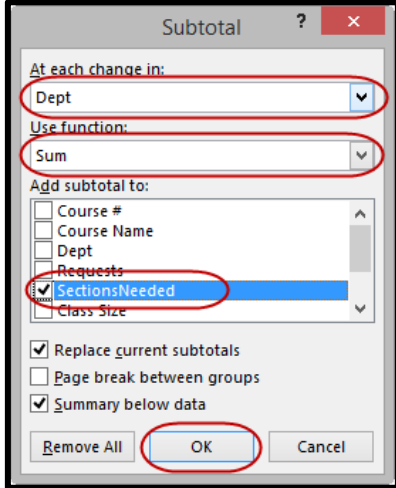 Subtotal ? ×
At each change in:
Dept
Use function:
Sum
Add subtotal to:
Course #
Course Name
Dept
Requests
SectionsNeeded
Class Size
Replace current subtotals
Page break between groups
Summary below data
Remove All OK Cancel